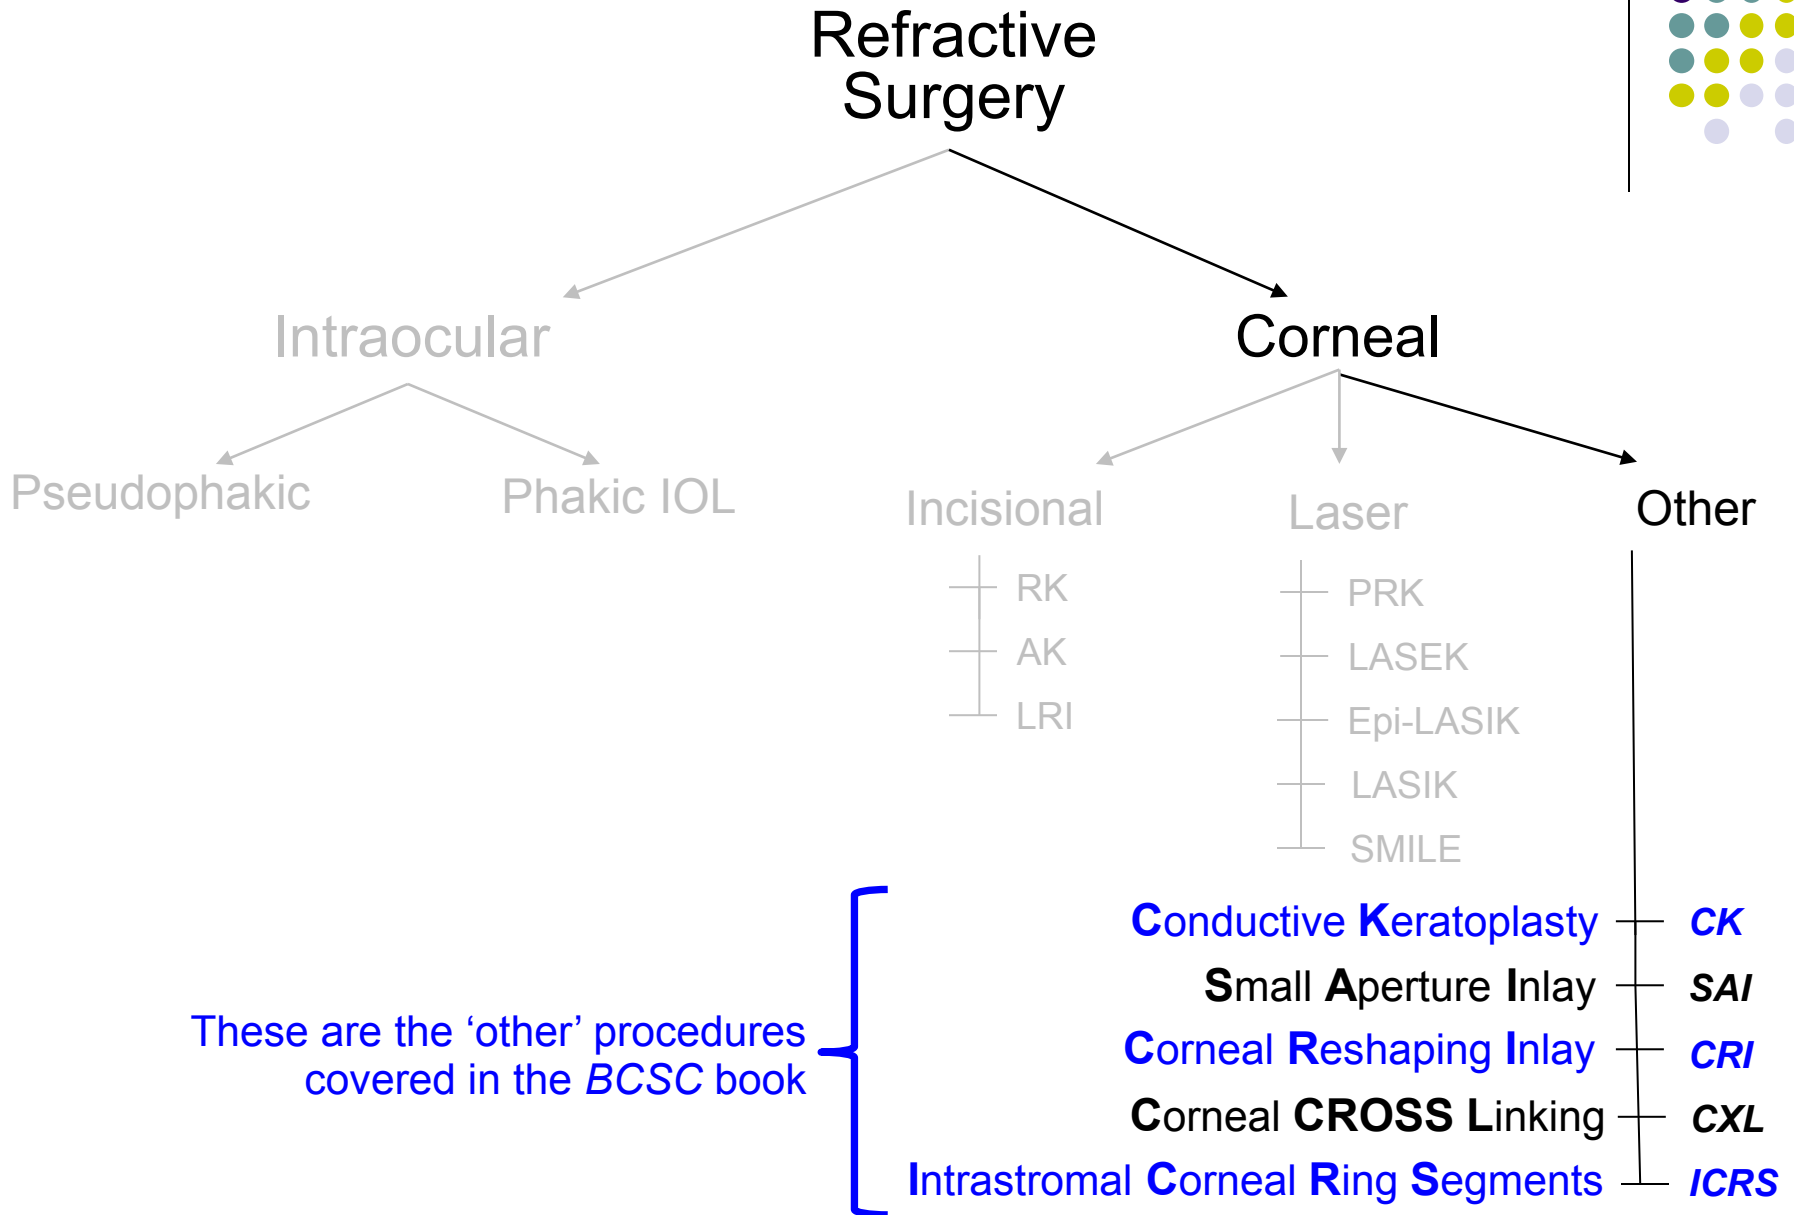 Refractive
Surgery
Intraocular
Corneal
Pseudophakic
Phakic IOL
Incisional
Laser
Other
RK
AK
LRI
PRK
LASEK
Epi-LASIK
LASIK
SMILE
Conductive Keratoplasty CK
Small Aperture Inlay SAI
Corneal Reshaping Inlay CRI
Corneal CROSS Linking CXL
Intrastromal Corneal Ring Segments ICRS
These are the ‘other’ procedures
covered in the BCSC book